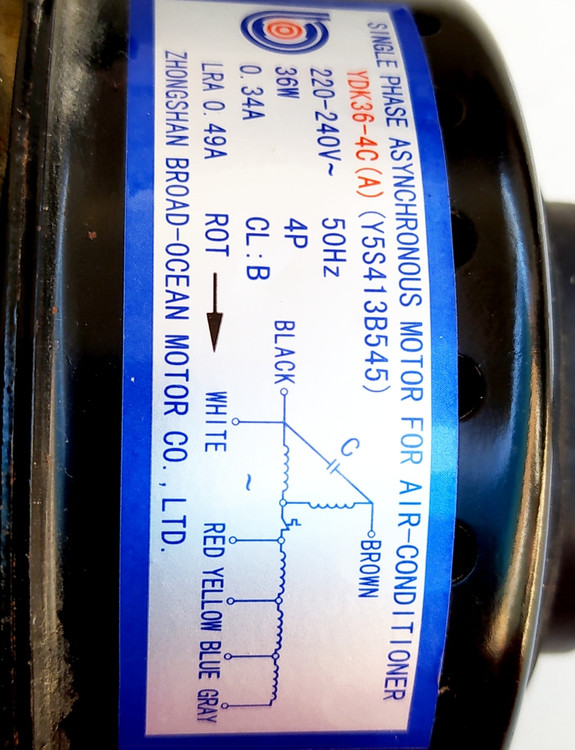 SINGLE PHASE ASYNCHRONOUS MOTOR FOR AIR-CONDITIONER
YDK36-4C(A) (Y5S413B545)
220-240V~ 50Hz
36W 4P
0.34A CL:B
LRA 0.49A ROT
ZHONGSHAN BROAD-OCEAN MOTOR CO., LTD.
C
BROWN
BLACK
~
WHITE RED YELLOW BLUE GRAY